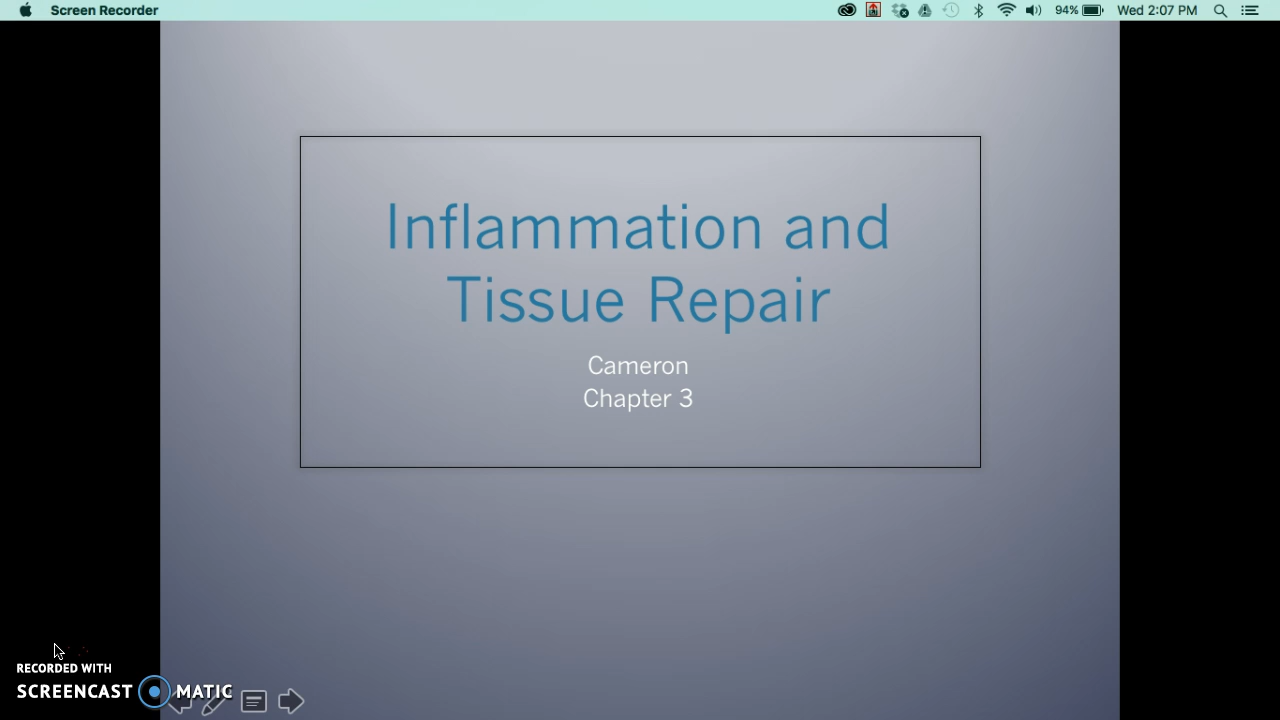 Screen Recorder
94%
Wed 2:07 PM
Inflammation and
Tissue Repair
Cameron
Chapter 3
RECORDED WITH
SCREENCAST MATIC